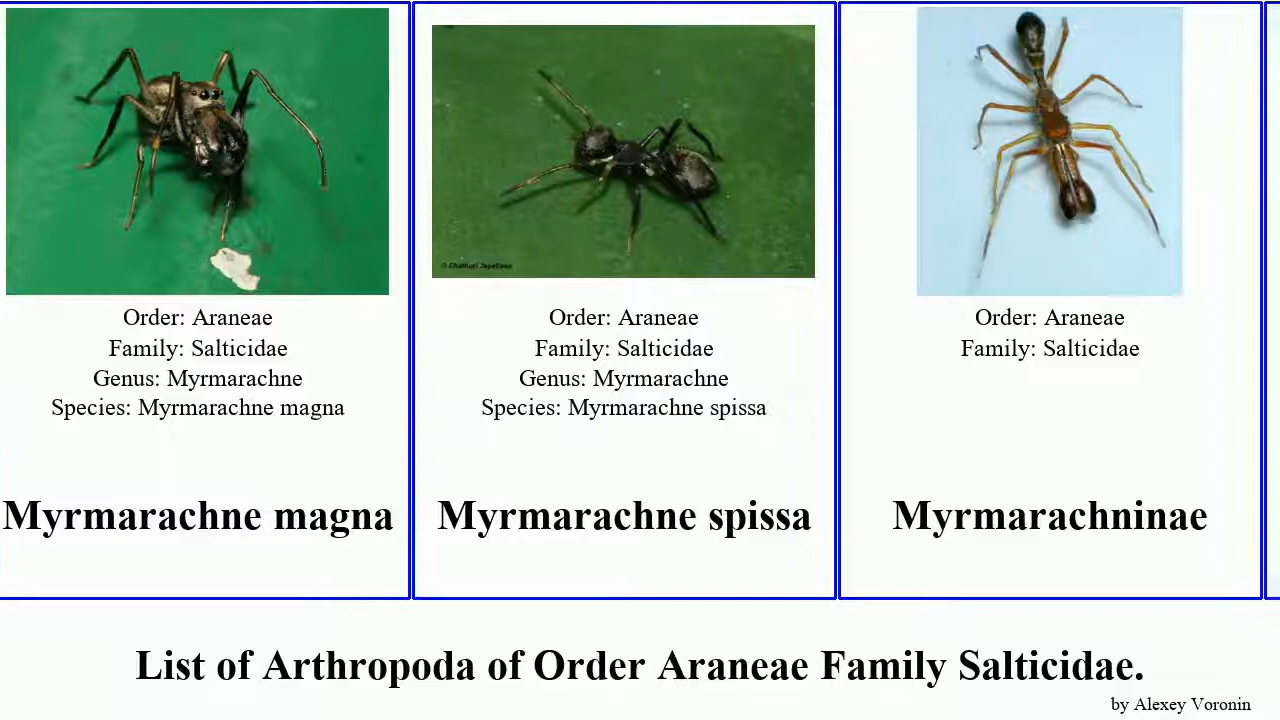 © Chathuri Jayatissa
Order: Araneae
Family: Salticidae
Genus: Myrmarachne
Species: Myrmarachne magna
Myrmarachne magna
Order: Araneae
Family: Salticidae
Genus: Myrmarachne
Species: Myrmarachne spissa
Myrmarachne spissa
Order: Araneae
Family: Salticidae
Myrmarachninae
List of Arthropoda of Order Araneae Family Salticidae.
by Alexey Voronin